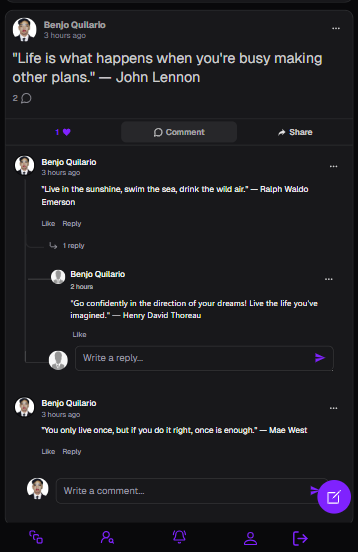 Benjo Quilario
3 hours ago
"Life is what happens when you're busy making
other plans." — John Lennon
2
1
Comment
Share
Benjo Quilario
3 hours ago
"Live in the sunshine, swim the sea, drink the wild air." — Ralph Waldo
Emerson
Like Reply
1 reply
Benjo Quilario
2 hours
"Go confidently in the direction of your dreams! Live the life you've
imagined." — Henry David Thoreau
Like
Write a reply...
Benjo Quilario
3 hours ago
"You only live once, but if you do it right, once is enough." — Mae West
Like Reply
Write a comment...